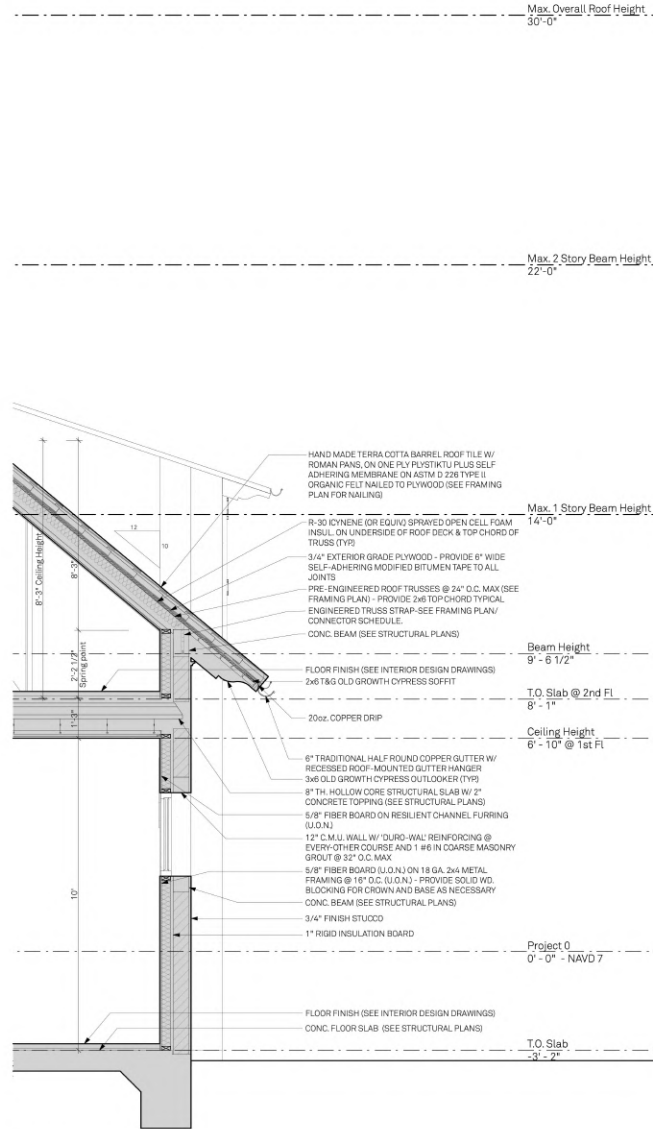 Max. Overall Roof Height
30'-0"
Max. 2 Story Beam Height
22'-0"
HAND MADE TERRA COTTA BARREL ROOF TILE W/
ROMAN PANS, ON ONE PLY PLYSTIKTU PLUS SELF
ADHERING MEMBRANE ON ASTM D 226 TYPE II
ORGANIC FELT NAILED TO PLYWOOD (SEE FRAMING
PLAN FOR NAILING)
Max. 1 Story Beam Height
14'-0"
R-30 ICYNENE (OR EQUIV) SPRAYED OPEN CELL FOAM
INSUL. ON UNDERSIDE OF ROOF DECK & TOP CHORD OF
TRUSS (TYP.)
12
10
3/4" EXTERIOR GRADE PLYWOOD - PROVIDE 6" WIDE
SELF-ADHERING MODIFIED BITUMEN TAPE TO ALL
JOINTS
8'-3" Ceiling Height
8'-3"
PRE-ENGINEERED ROOF TRUSSES @ 24" O.C. MAX (SEE
FRAMING PLAN) - PROVIDE 2x6 TOP CHORD TYPICAL
ENGINEERED TRUSS STRAP-SEE FRAMING PLAN/
CONNECTOR SCHEDULE.
CONC. BEAM (SEE STRUCTURAL PLANS)
Beam Height
9' - 6 1/2"
2'-2 1/2"
Spring point
FLOOR FINISH (SEE INTERIOR DESIGN DRAWINGS)
2x6 T&G OLD GROWTH CYPRESS SOFFIT
T.O. Slab @ 2nd Fl
8' - 1"
20oz. COPPER DRIP
1'-3"
Ceiling Height
6' - 10" @ 1st Fl
6" TRADITIONAL HALF ROUND COPPER GUTTER W/
RECESSED ROOF-MOUNTED GUTTER HANGER
3x6 OLD GROWTH CYPRESS OUTLOOKER (TYP.)
8" TH. HOLLOW CORE STRUCTURAL SLAB W/ 2"
CONCRETE TOPPING (SEE STRUCTURAL PLANS)
5/8" FIBER BOARD ON RESILIENT CHANNEL FURRING
(U.O.N.)
12" C.M.U. WALL W/ 'DURO-WAL' REINFORCING @
EVERY-OTHER COURSE AND 1 #6 IN COARSE MASONRY
GROUT @ 32" O.C. MAX
5/8" FIBER BOARD (U.O.N.) ON 18 GA. 2x4 METAL
FRAMING @ 16" O.C. (U.O.N.) - PROVIDE SOLID WD.
BLOCKING FOR CROWN AND BASE AS NECESSARY
10'
CONC. BEAM (SEE STRUCTURAL PLANS)
3/4" FINISH STUCCO
1" RIGID INSULATION BOARD
Project 0
0' - 0" - NAVD 7
FLOOR FINISH (SEE INTERIOR DESIGN DRAWINGS)
CONC. FLOOR SLAB (SEE STRUCTURAL PLANS)
T.O. Slab
-3' - 2"